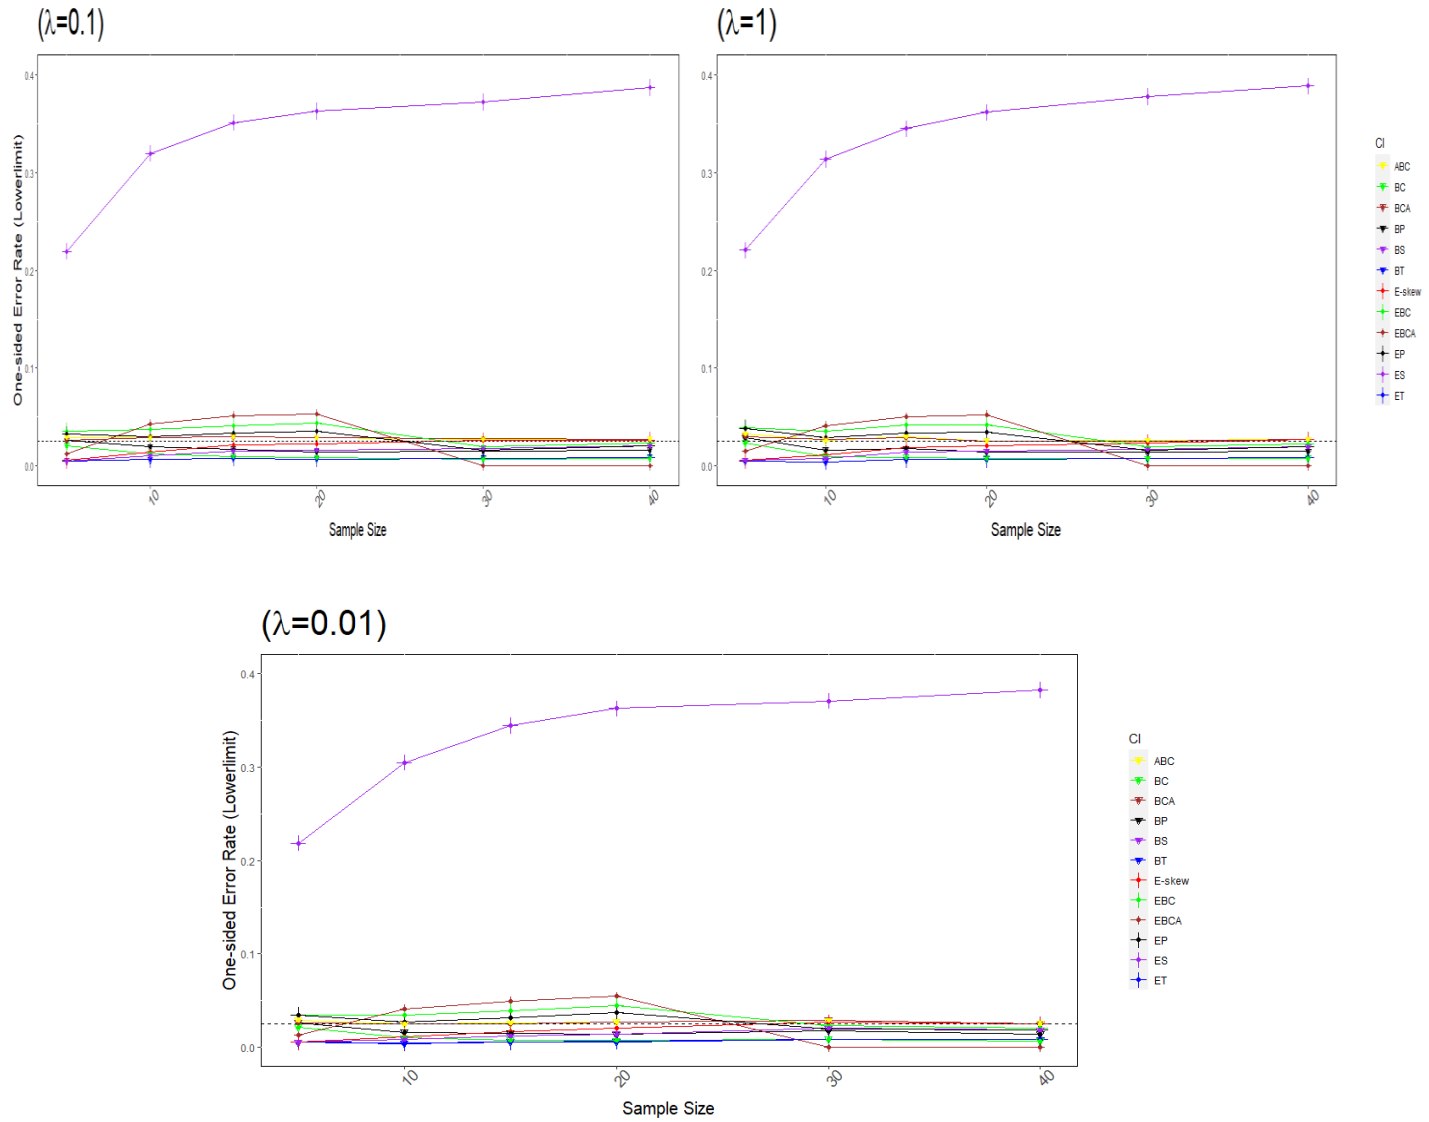 (λ=0.1)
0.4
0.3
0.2
0.1
0.0
One-sided Error Rate (Lowerlimit)
10
20
30
40
Sample Size
(λ=1)
0.4
0.3
0.2
0.1
0.0
10
20
30
40
Sample Size
CI
ABC
BC
BCA
BP
BS
BT
E-skew
EBC
EBCA
EP
ES
ET
(λ=0.01)
0.4
0.3
0.2
0.1
0.0
One-sided Error Rate (Lowerlimit)
10
20
30
40
Sample Size
CI
ABC
BC
BCA
BP
BS
BT
E-skew
EBC
EBCA
EP
ES
ET